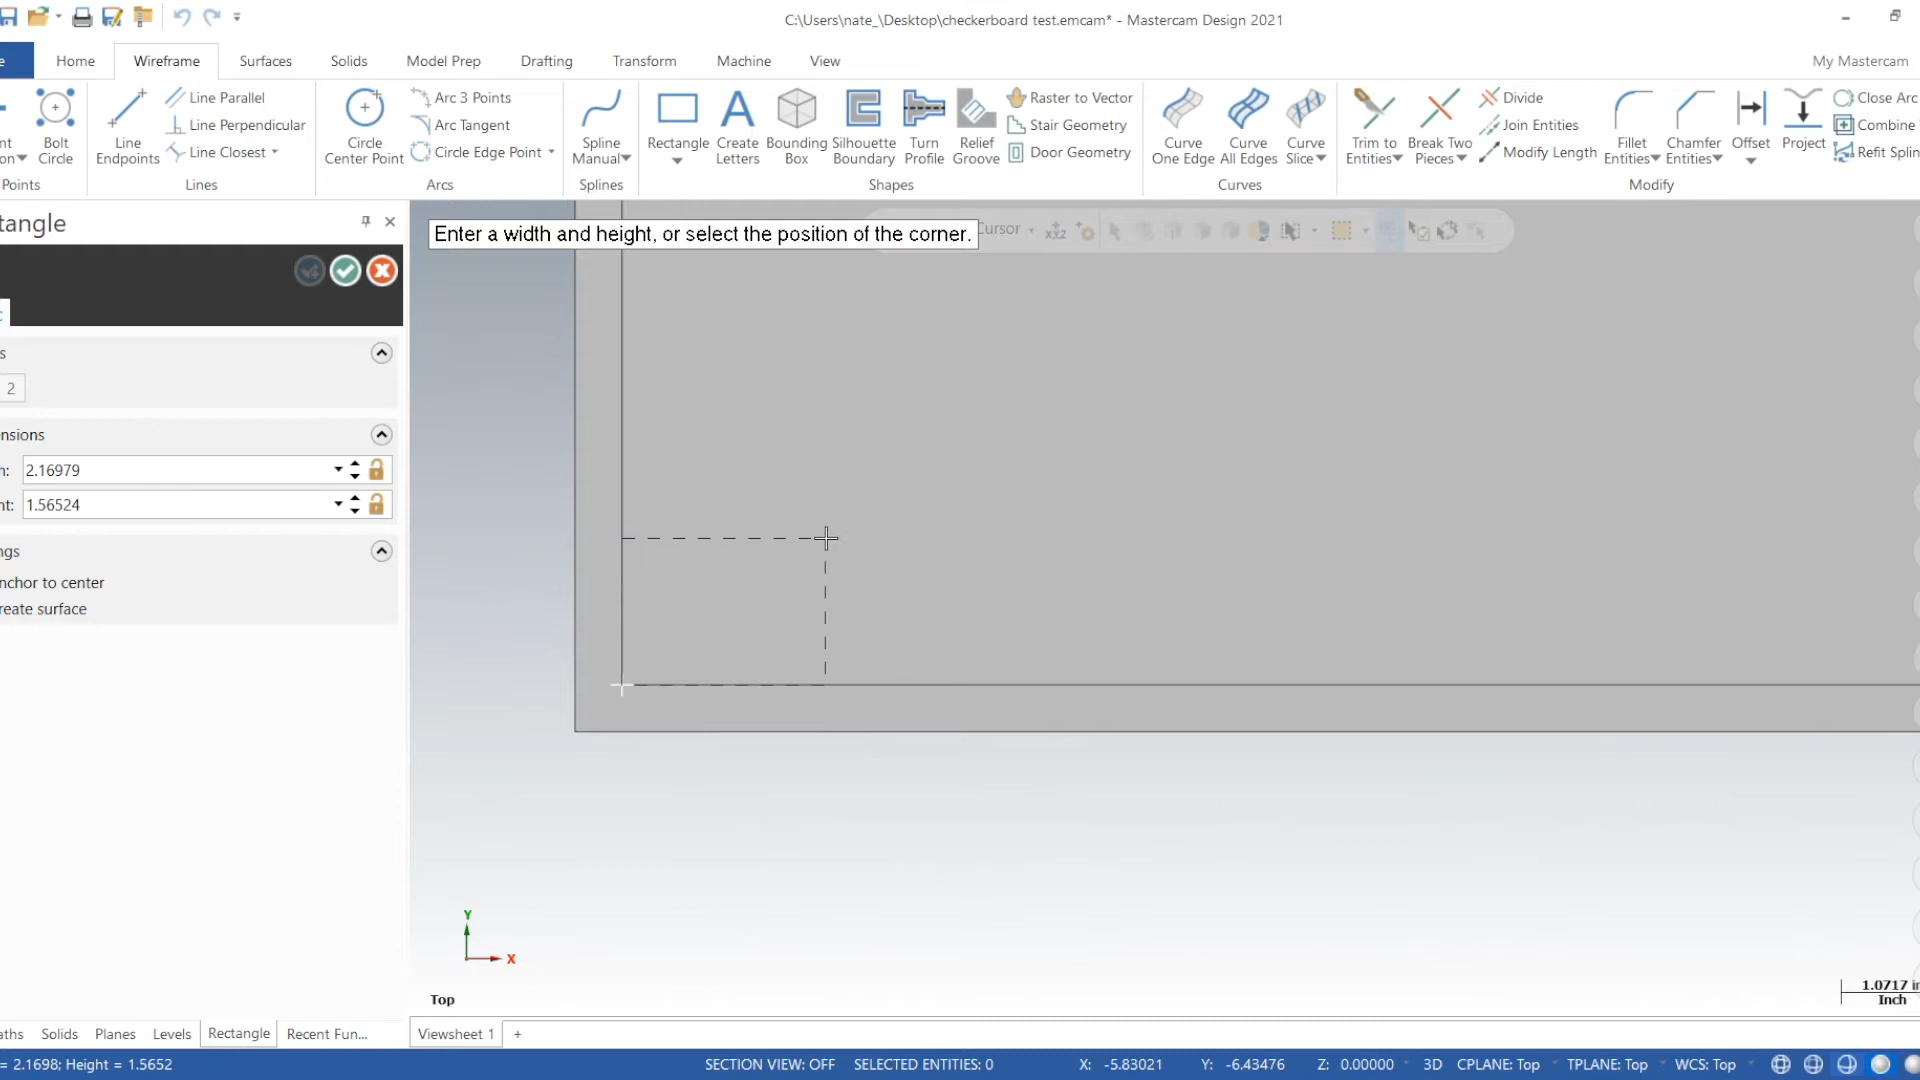 C:\Users\nate_\Desktop\checkerboard test.emcam* - Mastercam Design 2021
Home Wireframe Surfaces Solids Model Prep Drafting Transform Machine View My Mastercam
Bolt Circle
Points
Line Endpoints
Line Parallel
Line Perpendicular
Line Closest
Lines
Circle Center Point
Arc 3 Points
Arc Tangent
Circle Edge Point
Arcs
Spline Manual
Splines
Rectangle
Create Letters
Bounding Box
Silhouette Boundary
Turn Profile
Relief Groove
Raster to Vector
Stair Geometry
Door Geometry
Shapes
Curve One Edge
Curve All Edges
Curve Slice
Curves
Trim to Entities
Break Two Pieces
Divide
Join Entities
Modify Length
Fillet Entities
Chamfer Entities
Offset
Project
Close Arc
Combine
Refit Splin
Modify
tangle
Enter a width and height, or select the position of the corner.
Cursor
s
2
ensions
h: 2.16979
ht: 1.56524
ngs
nchor to center
reate surface
Y
X
Top
1.0717 in
Inch
aths Solids Planes Levels Rectangle Recent Fun...
Viewsheet 1 +
= 2.1698; Height = 1.5652 SECTION VIEW: OFF SELECTED ENTITIES: 0 X: -5.83021 Y: -6.43476 Z: 0.00000 3D CPLANE: Top TPLANE: Top WCS: Top